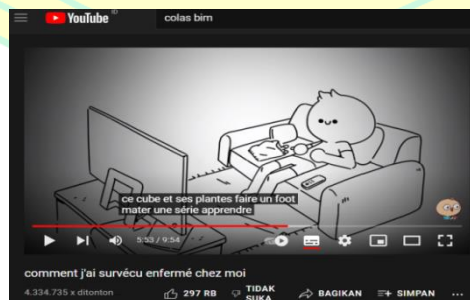 YouTube ID
colas bim
ce cube et ses plantes faire un foot
mater une série apprendre
5:53 / 9:54
comment j'ai survécu enfermé chez moi
4.334.735 x ditonton
297 RB
TIDAK SUKA
BAGIKAN
SIMPAN